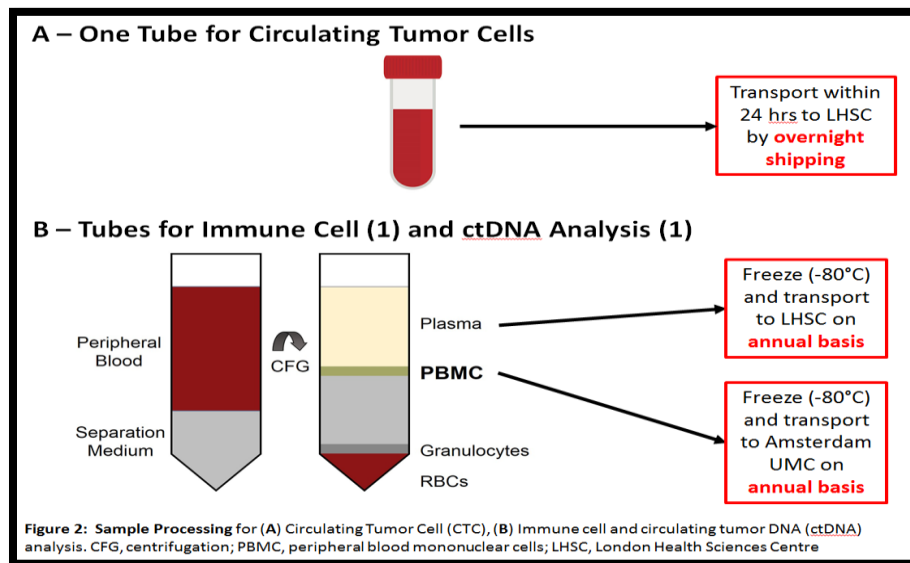 A – One Tube for Circulating Tumor Cells
Transport within
24 hrs to LHSC
by overnight
shipping
B – Tubes for Immune Cell (1) and ctDNA Analysis (1)
Peripheral
Blood
Separation
Medium
CFG
Plasma
PBMC
Granulocytes
RBCs
Freeze (-80°C)
and transport
to LHSC on
annual basis
Freeze (-80°C)
and transport
to Amsterdam
UMC on
annual basis
Figure 2: Sample Processing for (A) Circulating Tumor Cell (CTC), (B) Immune cell and circulating tumor DNA (ctDNA)
analysis. CFG, centrifugation; PBMC, peripheral blood mononuclear cells; LHSC, London Health Sciences Centre